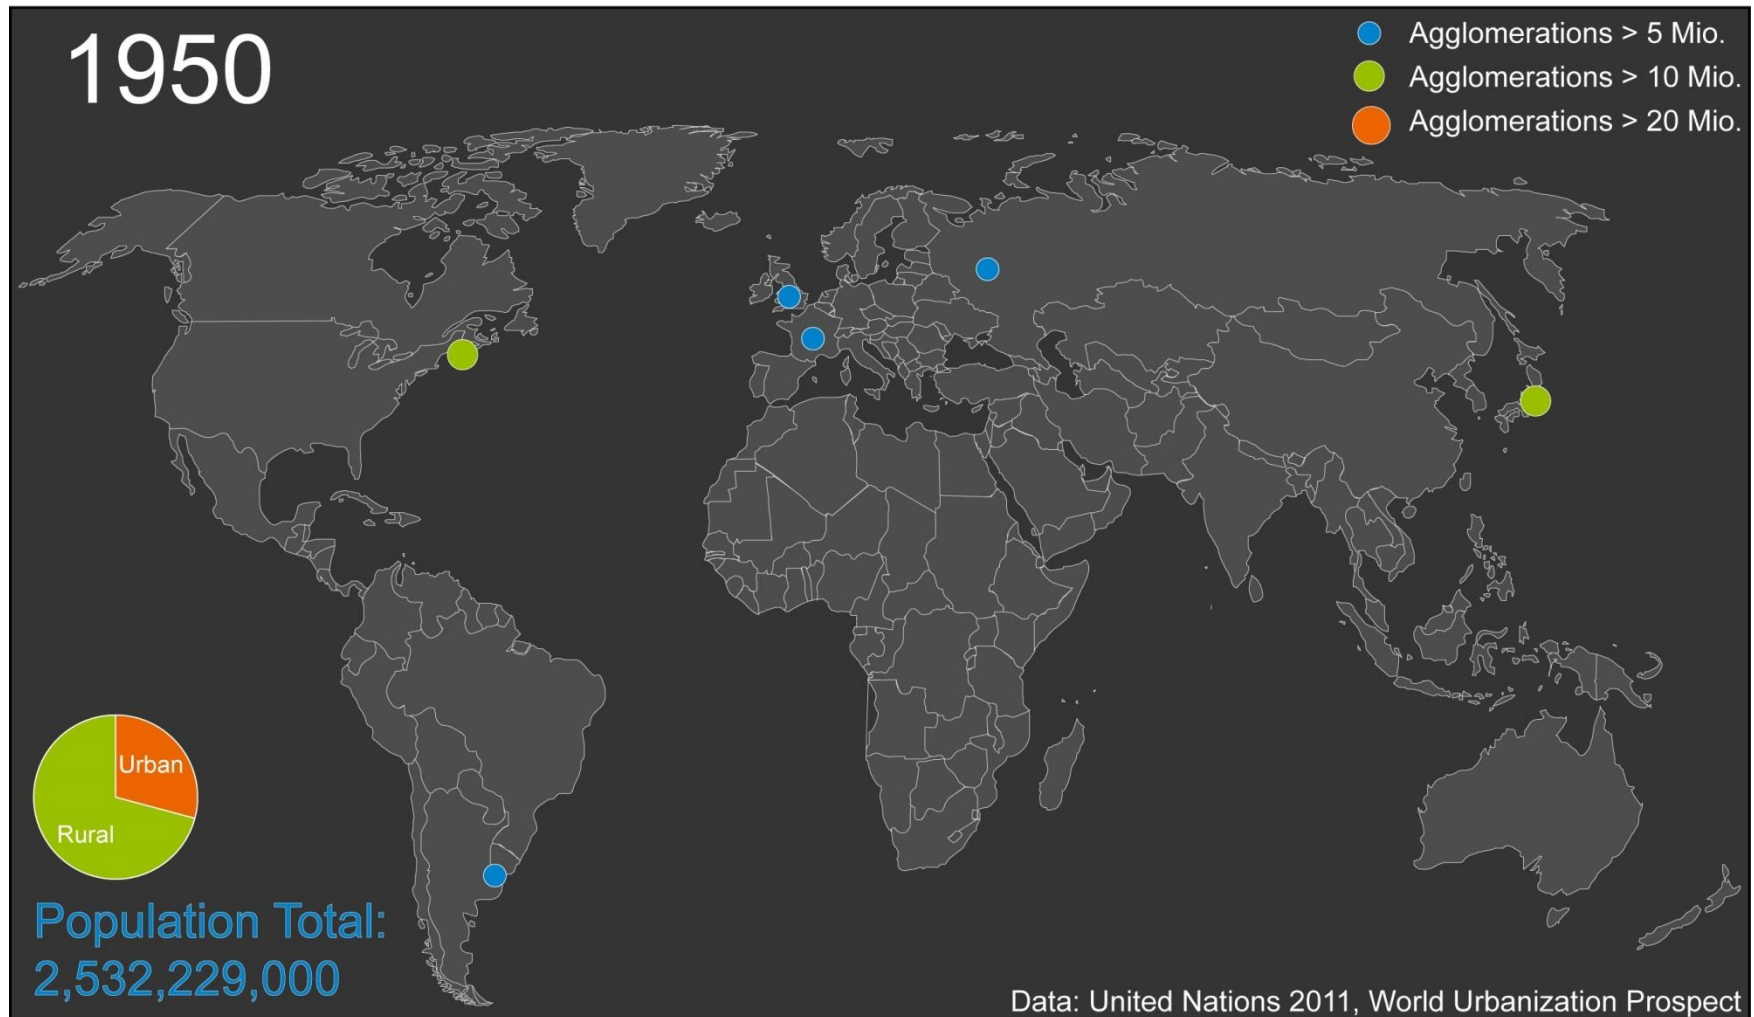 1950
Agglomerations > 5 Mio.
Agglomerations > 10 Mio.
Agglomerations > 20 Mio.
Urban
Rural
Population Total:
2,532,229,000
Data: United Nations 2011, World Urbanization Prospect